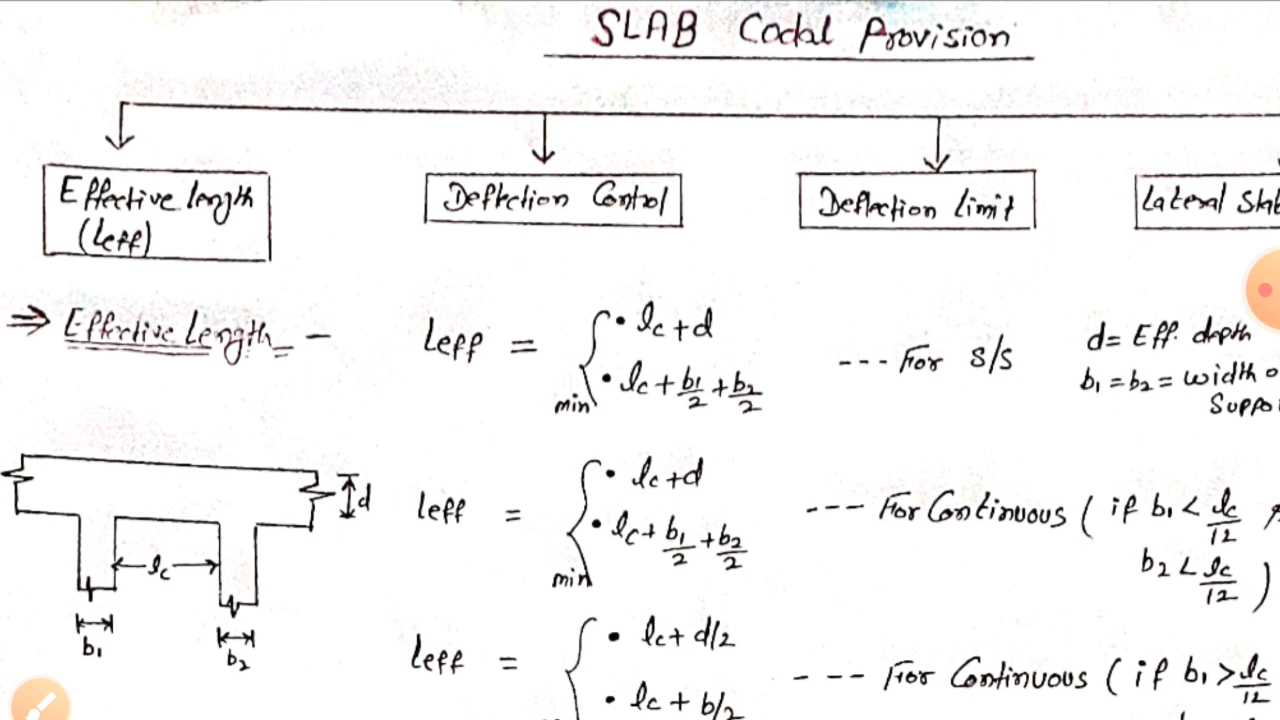 SLAB Codal Provision
Effective length
(leff)
Deflection Control
Deflection Limit
Lateral Stab
⇒ Effective Length –
leff = min { • lc + d
• lc + b1/2 + b2/2
--- For S/S
d = Eff. depth
b1 = b2 = width o
Suppo
leff = min { • lc + d
• lc + b1/2 + b2/2
--- For Continuous ( if b1 < lc/12
b2 < lc/12 )
d
lc
b1
b2
leff = { • lc + d/2
• lc + b/2
--- For Continuous ( if b1 > lc/12